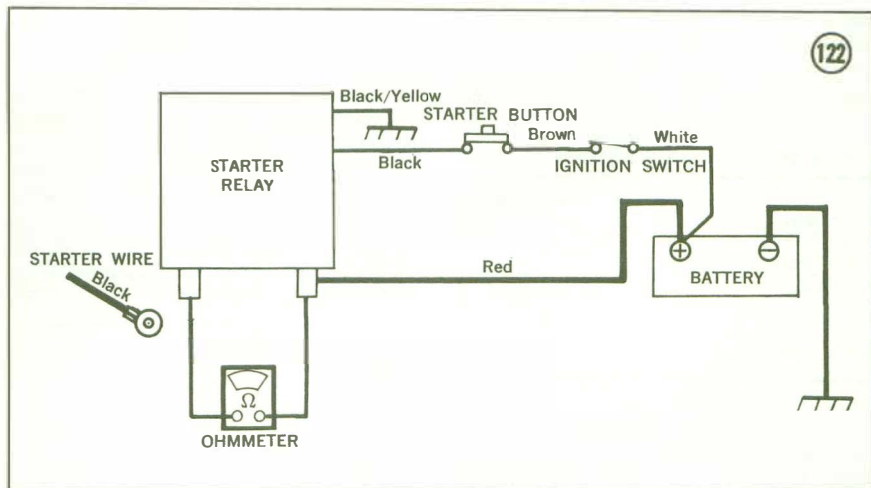 122
Black/Yellow
STARTER BUTTON
Brown
White
Black
IGNITION SWITCH
STARTER
RELAY
STARTER WIRE
Black
Red
BATTERY
Ω
OHMMETER